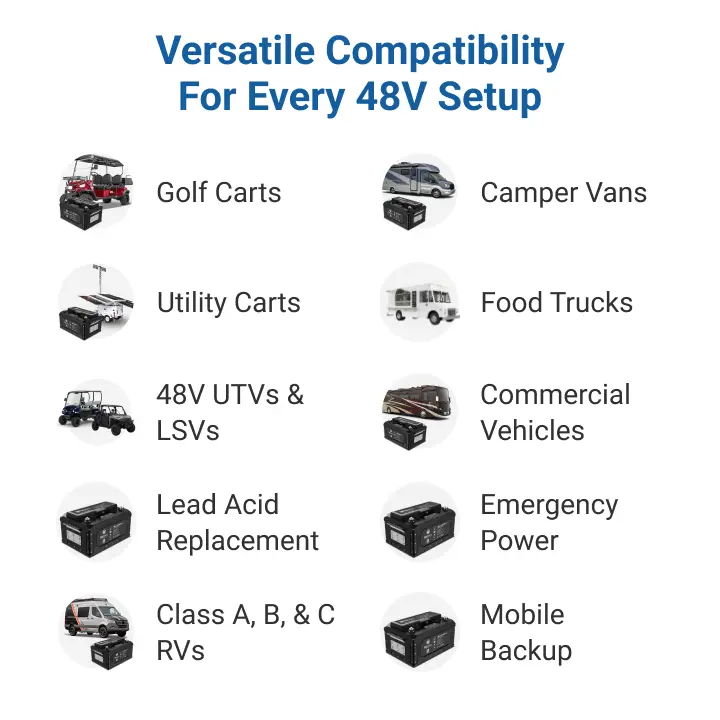 Versatile Compatibility
For Every 48V Setup
Golf Carts
Camper Vans
Utility Carts
Food Trucks
48V UTVs &
LSVs
Commercial
Vehicles
Lead Acid
Replacement
Emergency
Power
Class A, B, & C
RVs
Mobile
Backup